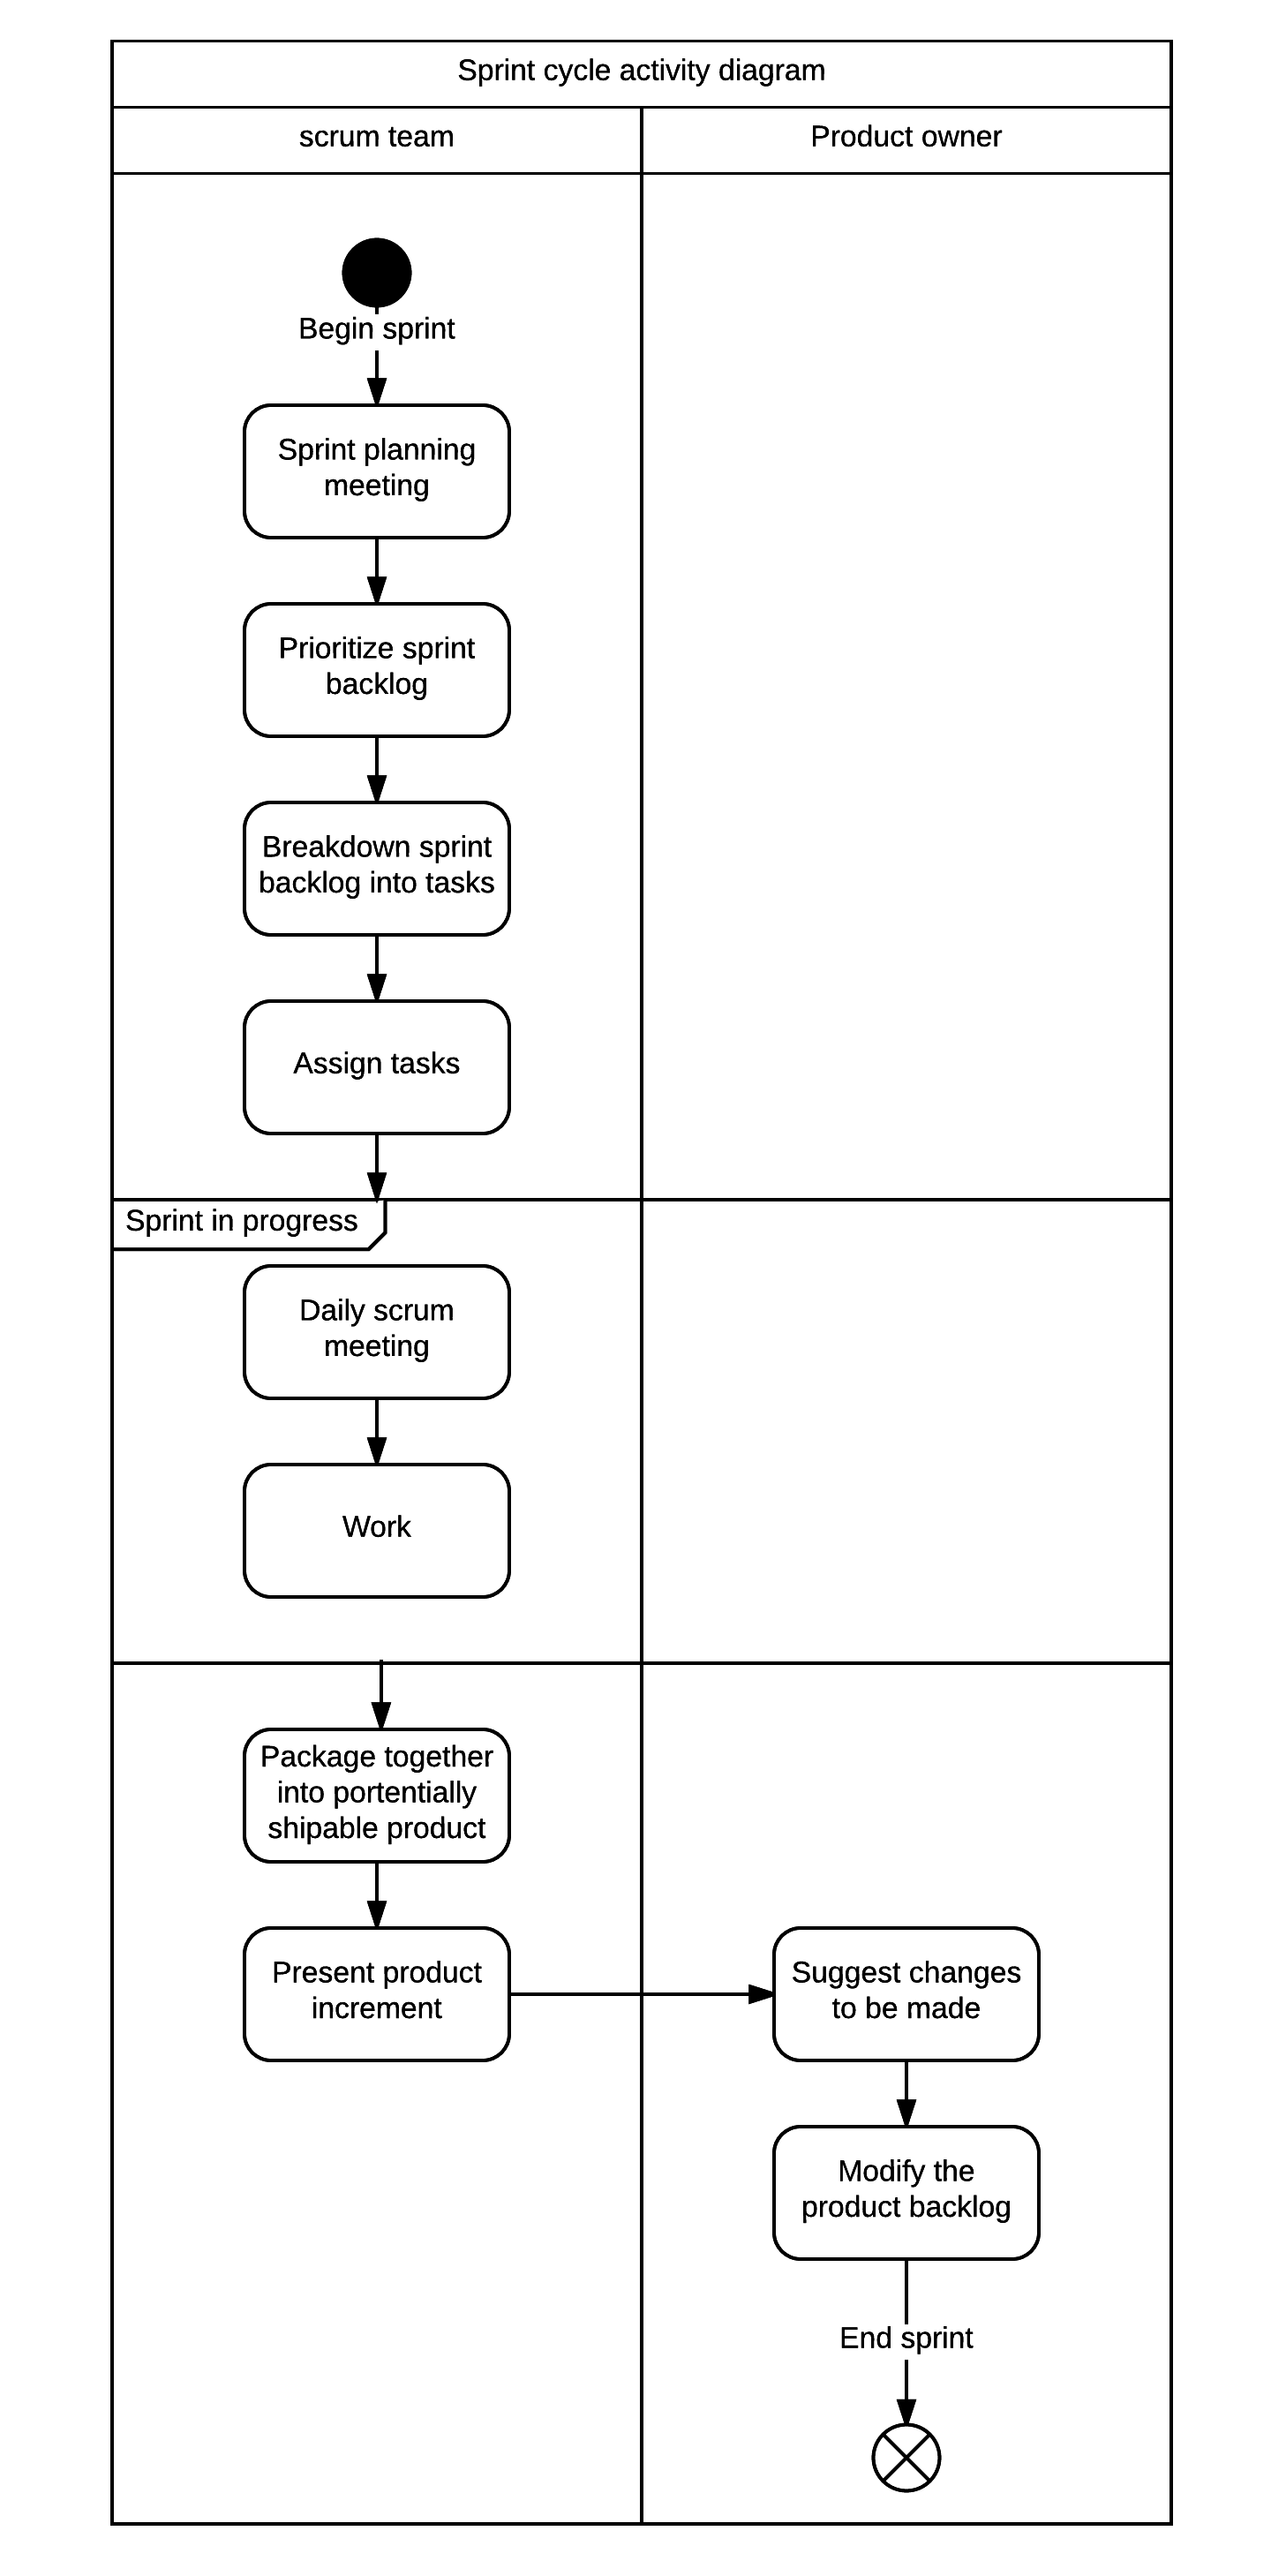 Sprint cycle activity diagram
scrum team
Product owner
Begin sprint
Sprint planning
meeting
Prioritize sprint
backlog
Breakdown sprint
backlog into tasks
Assign tasks
Sprint in progress
Daily scrum
meeting
Work
Package together
into portentially
shipable product
Present product
increment
Suggest changes
to be made
Modify the
product backlog
End sprint